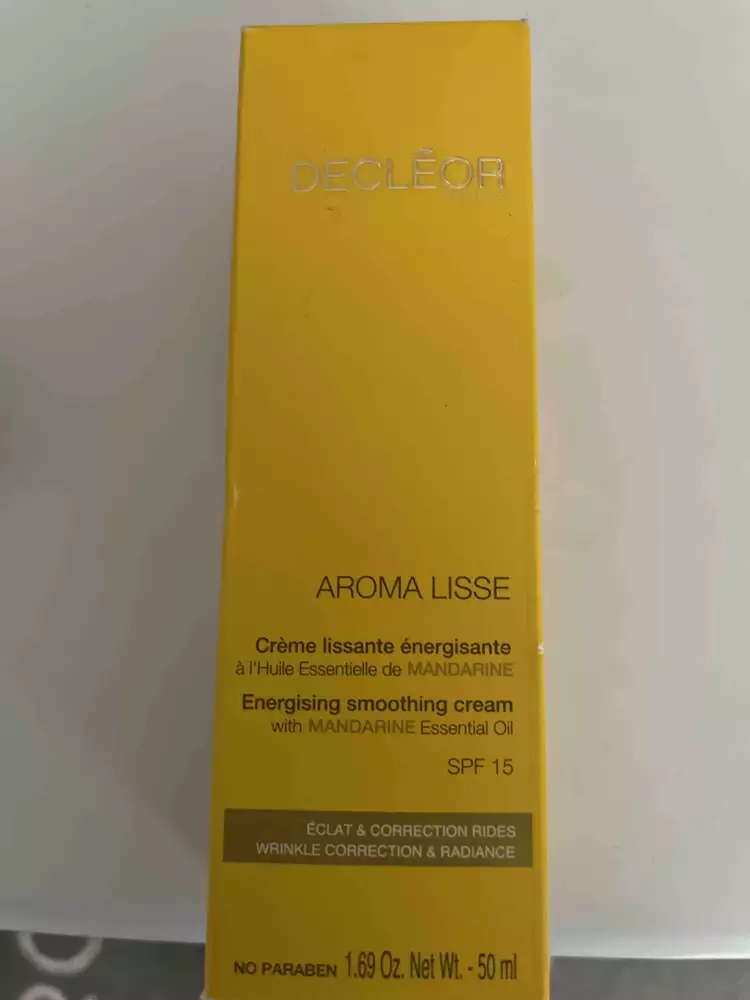 DECLÉOR
PARIS
AROMA LISSE
Crème lissante énergisante
à l'Huile Essentielle de MANDARINE
Energising smoothing cream
with MANDARINE Essential Oil
SPF 15
ÉCLAT & CORRECTION RIDES
WRINKLE CORRECTION & RADIANCE
NO PARABEN 1.69 Oz. Net Wt. - 50 ml